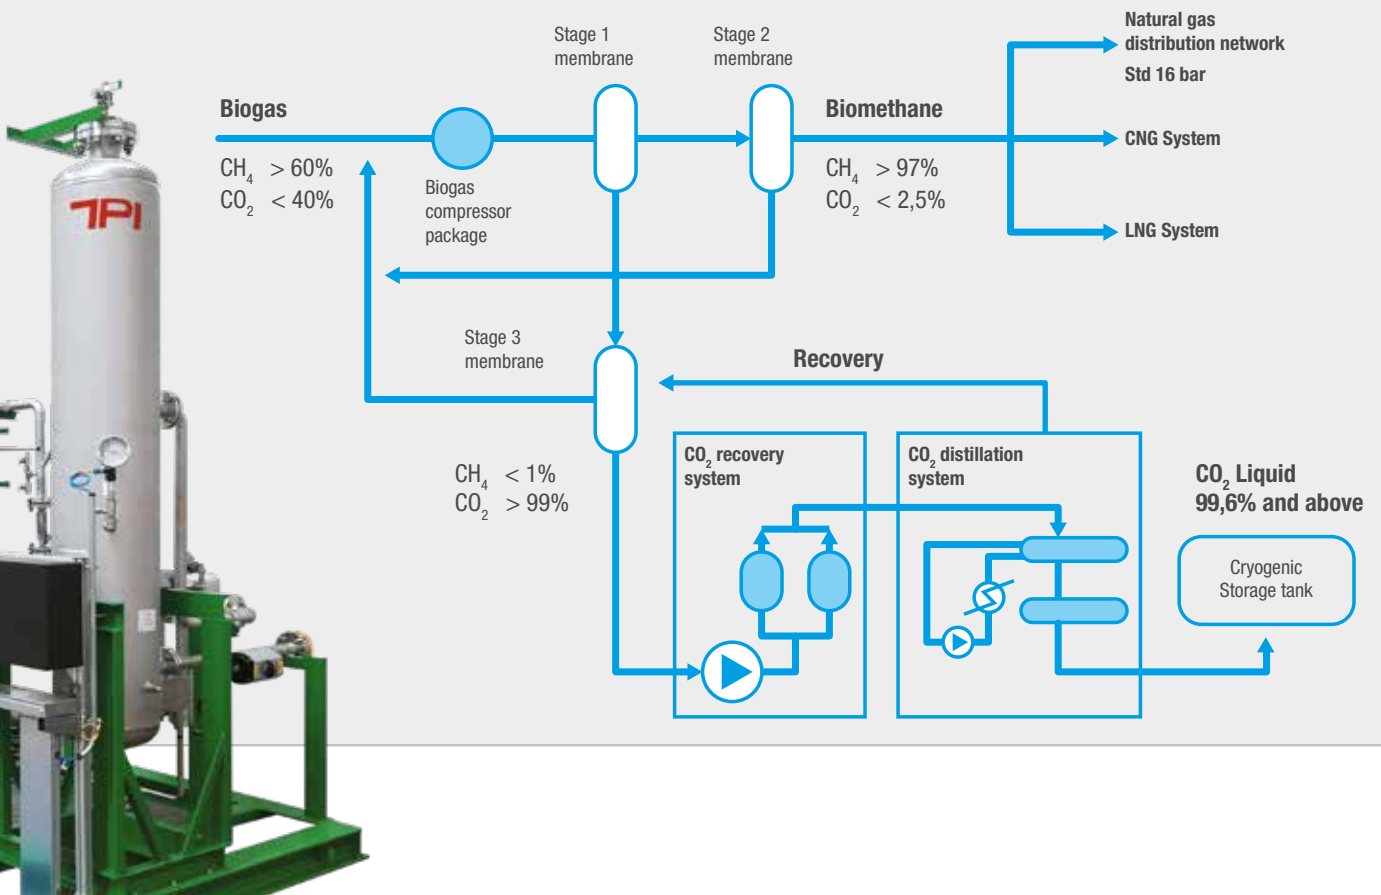 Stage 1
membrane
Stage 2
membrane
Natural gas
distribution network
Std 16 bar
Biogas
Biomethane
CNG System
CH₄ > 60%
CO₂ < 40%
CH₄ > 97%
CO₂ < 2,5%
Biogas
compressor
package
LNG System
TPI
Stage 3
membrane
Recovery
CH₄ < 1%
CO₂ > 99%
CO₂ recovery
system
CO₂ distillation
system
CO₂ Liquid
99,6% and above
Cryogenic
Storage tank